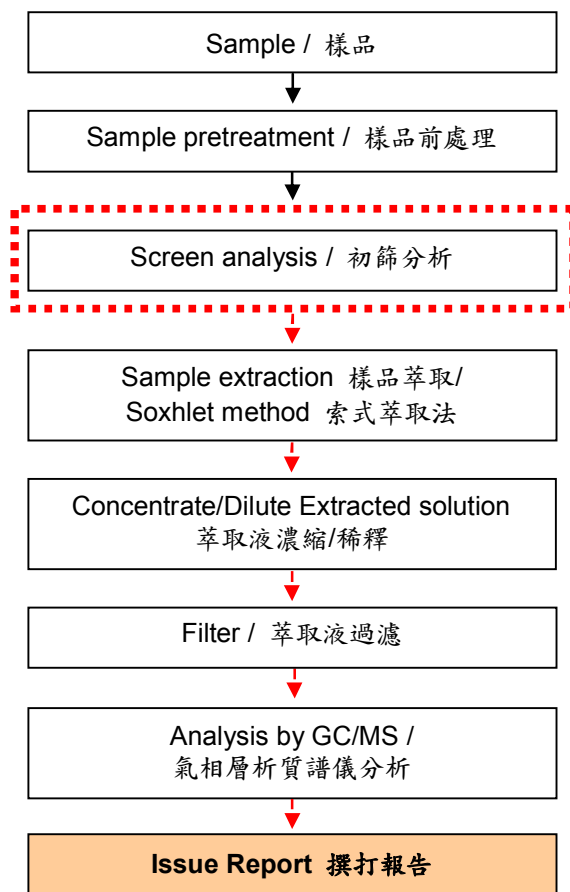 Sample / 樣品
Sample pretreatment / 樣品前處理
Screen analysis / 初篩分析
Sample extraction 樣品萃取/
Soxhlet method 索式萃取法
Concentrate/Dilute Extracted solution
萃取液濃縮/稀釋
Filter / 萃取液過濾
Analysis by GC/MS /
氣相層析質譜儀分析
Issue Report 撰打報告